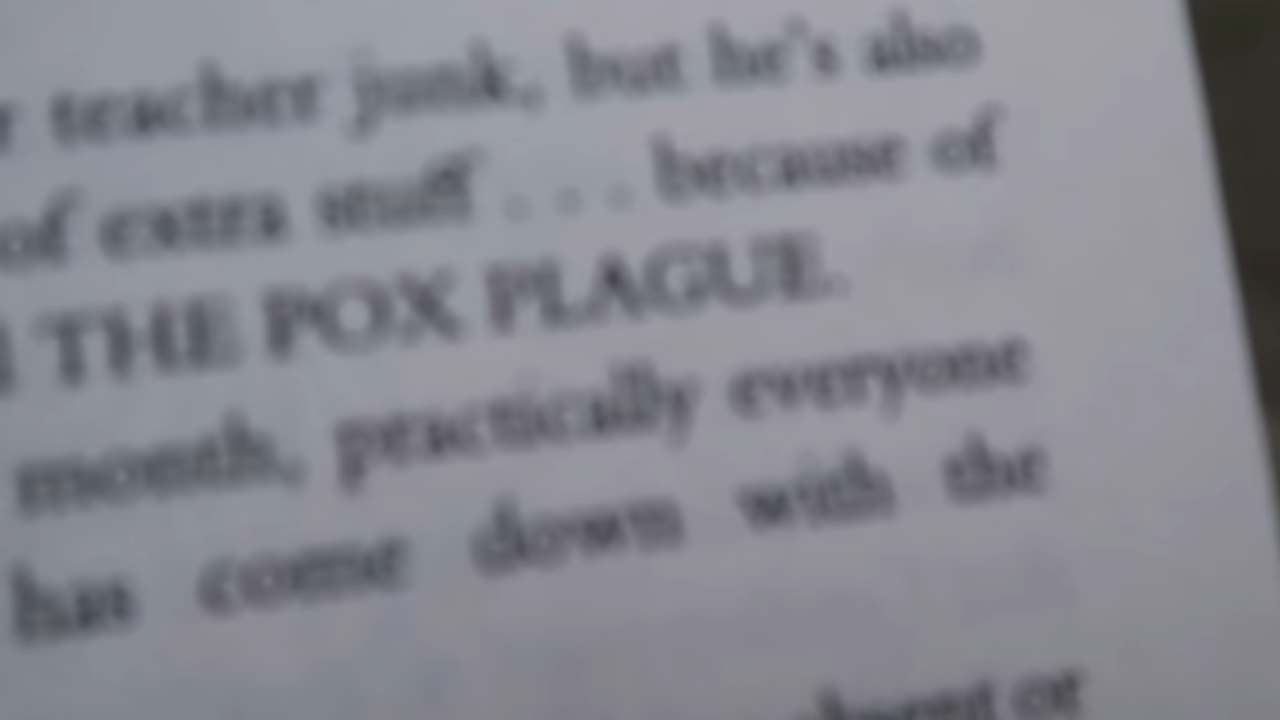 teacher junk, but he's also
of extra stuff . . . because of
THE POX PLAGUE.
month, practically everyone
has come down with the
or